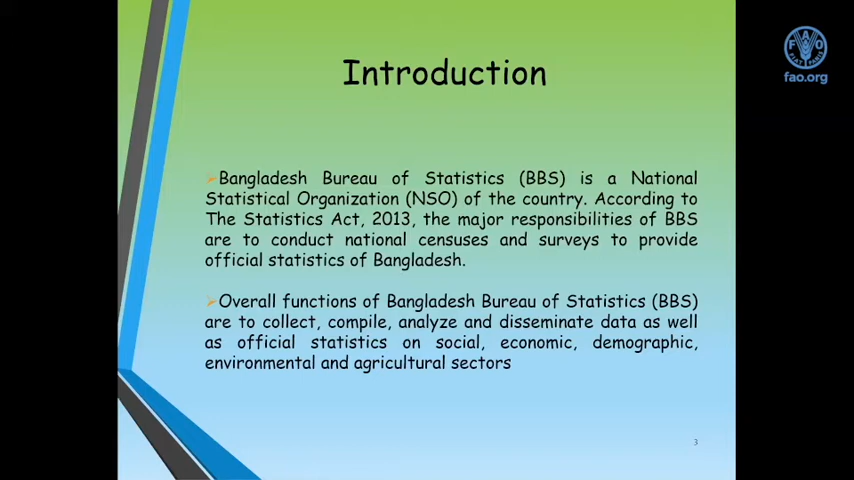 Introduction
Bangladesh Bureau of Statistics (BBS) is a National
Statistical Organization (NSO) of the country. According to
The Statistics Act, 2013, the major responsibilities of BBS
are to conduct national censuses and surveys to provide
official statistics of Bangladesh.
Overall functions of Bangladesh Bureau of Statistics (BBS)
are to collect, compile, analyze and disseminate data as well
as official statistics on social, economic, demographic,
environmental and agricultural sectors
3
F A O
FIAT PANIS
fao.org